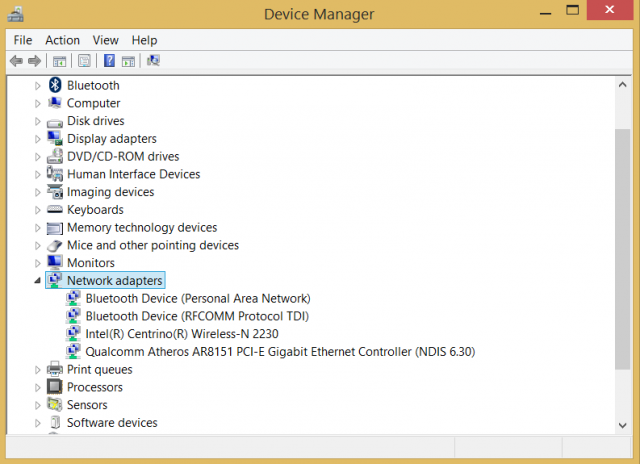 Device Manager
File Action View Help
Bluetooth
Computer
Disk drives
Display adapters
DVD/CD-ROM drives
Human Interface Devices
Imaging devices
Keyboards
Memory technology devices
Mice and other pointing devices
Monitors
Network adapters
Bluetooth Device (Personal Area Network)
Bluetooth Device (RFCOMM Protocol TDI)
Intel(R) Centrino(R) Wireless-N 2230
Qualcomm Atheros AR8151 PCI-E Gigabit Ethernet Controller (NDIS 6.30)
Print queues
Processors
Sensors
Software devices